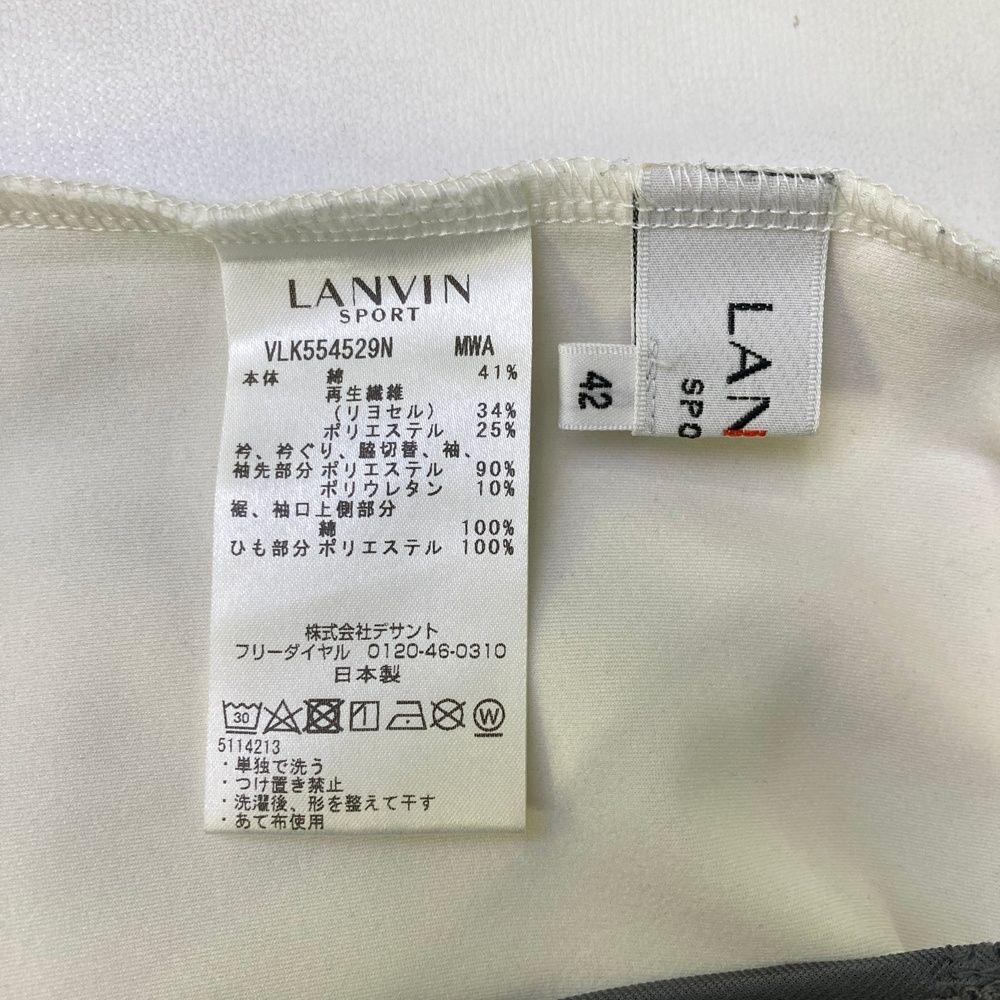 LANVIN
SPORT
VLK554529N MWA
本体 綿 41%
再生繊維
（リヨセル） 34%
ポリエステル 25%
衿、衿ぐり、脇切替、袖、
袖先部分 ポリエステル 90%
ポリウレタン 10%
裾、袖口上側部分
綿 100%
ひも部分 ポリエステル 100%
株式会社デサント
フリーダイヤル 0120-46-0310
日本製
30 W
5114213
・単独で洗う
・つけ置き禁止
・洗濯後、形を整えて干す
・あて布使用
42
LAN
SPO